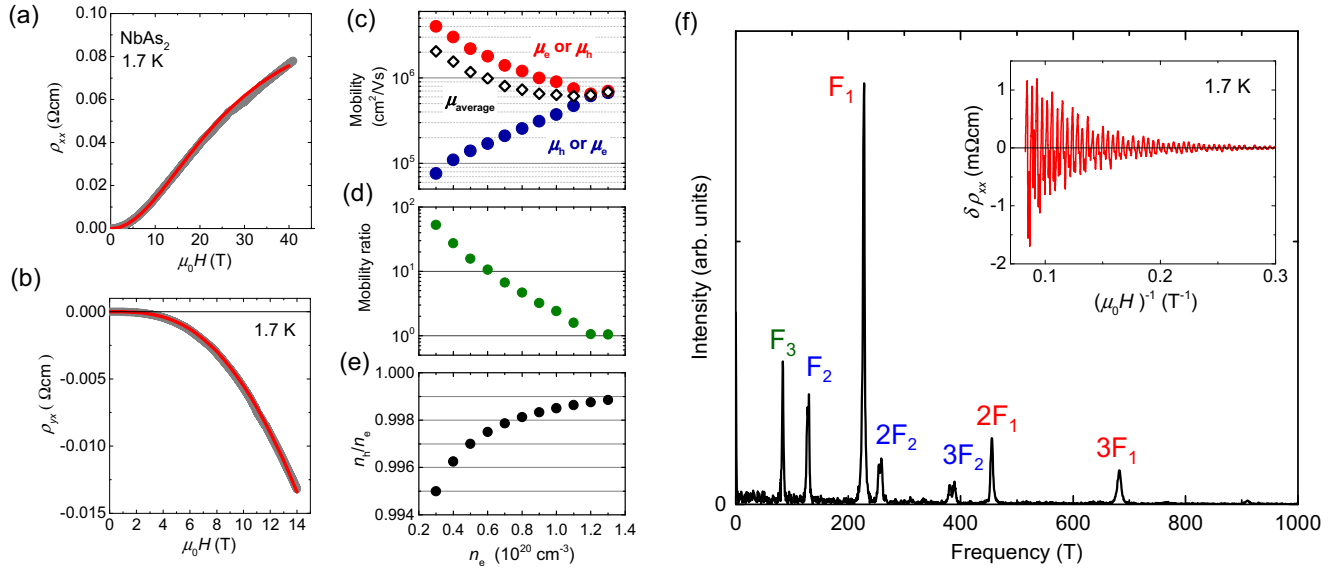 (a)
NbAs2
1.7 K
0.10
0.08
0.06
0.04
0.02
0.00
ρxx (Ωcm)
0 10 20 30 40
μ0H (T)
(b)
1.7 K
0.000
-0.005
-0.010
-0.015
ρyx ( Ωcm)
0 2 4 6 8 10 12 14
μ0H (T)
(c)
μe or μh
μaverage
μh or μe
10^6
10^5
Mobility
(cm2/Vs)
(d)
10^2
10^1
10^0
Mobility ratio
(e)
1.000
0.998
0.996
0.994
nh/ne
0.2 0.4 0.6 0.8 1.0 1.2 1.4
ne (10^20 cm-3)
(f)
Intensity (arb. units)
0
F1
F3
F2
2F2
3F2
2F1
3F1
0 200 400 600 800 1000
Frequency (T)
1.7 K
1
0
-1
-2
δρxx (mΩcm)
0.1 0.2 0.3
(μ0H )-1 (T-1)